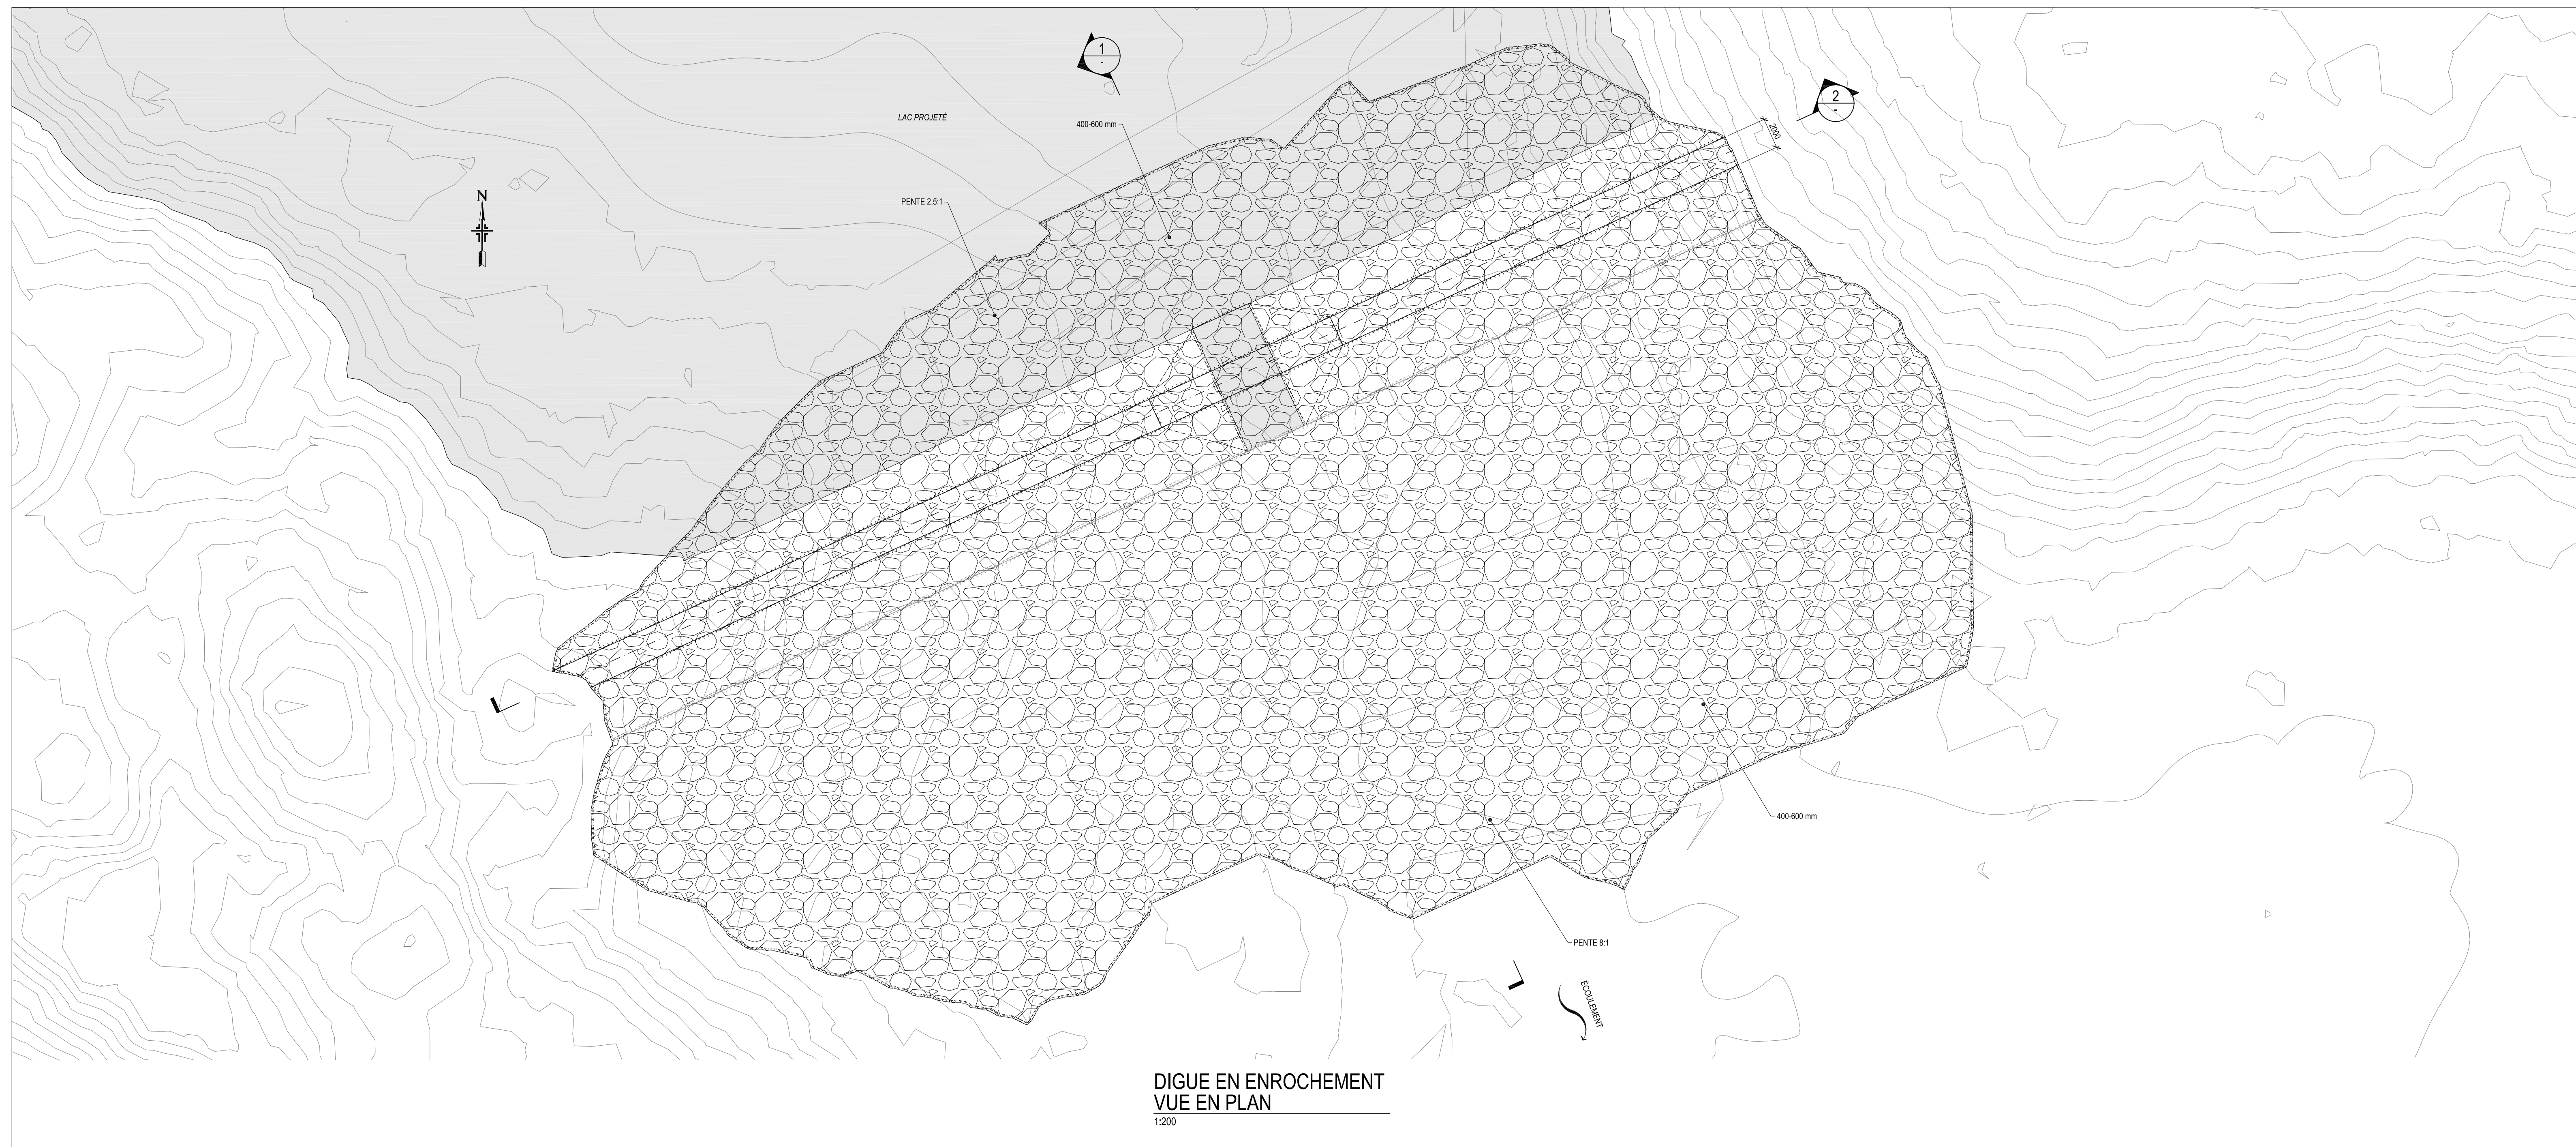 1
-
2
-
2000
LAC PROJETÉ
400-600 mm
PENTE 2,5:1
N
400-600 mm
PENTE 8:1
ÉCOULEMENT
DIGUE EN ENROCHEMENT
VUE EN PLAN
1:200